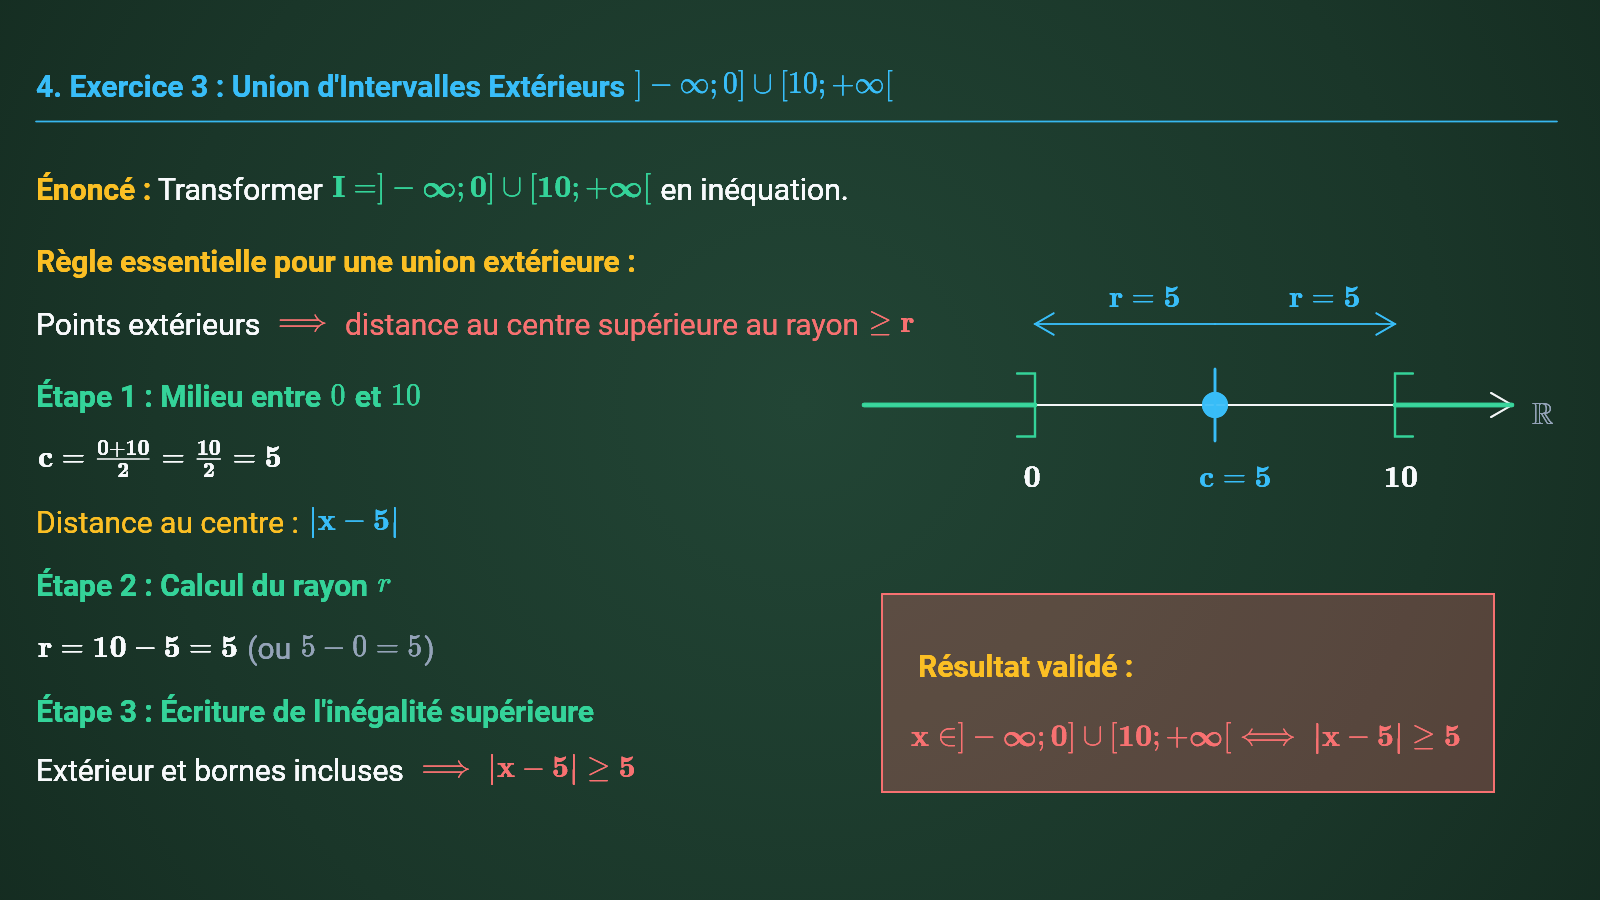 4. Exercice 3 : Union d'Intervalles Extérieurs ]−∞;0]∪[10;+∞[
Énoncé : Transformer I =]−∞;0]∪[10;+∞[ en inéquation.
Règle essentielle pour une union extérieure :
Points extérieurs ⟹ distance au centre supérieure au rayon ≥ r
Étape 1 : Milieu entre 0 et 10
c = 0+10/2 = 10/2 = 5
Distance au centre : |x − 5|
Étape 2 : Calcul du rayon r
r = 10 − 5 = 5 (ou 5 − 0 = 5)
Étape 3 : Écriture de l'inégalité supérieure
Extérieur et bornes incluses ⟹ |x − 5| ≥ 5
r = 5 r = 5
ℝ
0 c = 5 10
Résultat validé :
x ∈]−∞;0]∪[10;+∞[⟺ |x − 5| ≥ 5